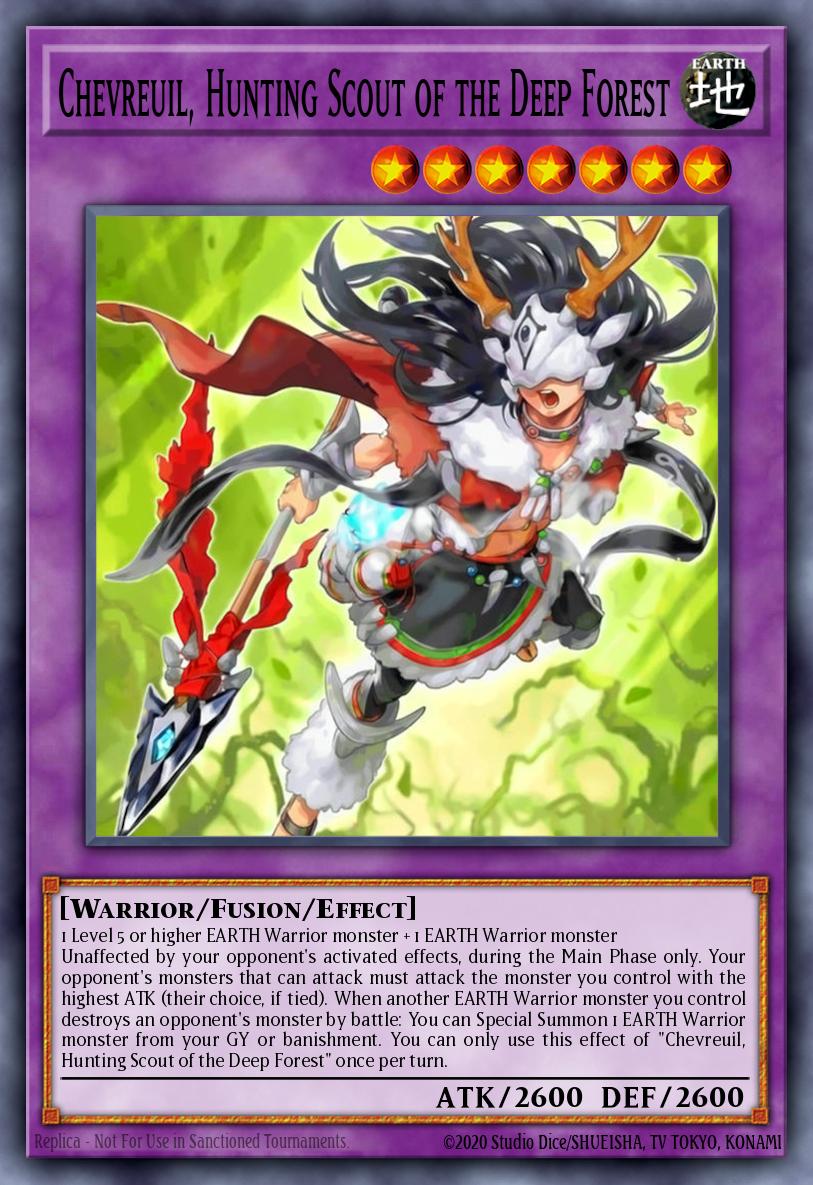 Chevreuil, Hunting Scout of the Deep Forest
EARTH
地
[Warrior/Fusion/Effect]
1 Level 5 or higher EARTH Warrior monster + 1 EARTH Warrior monster
Unaffected by your opponent's activated effects, during the Main Phase only. Your
opponent's monsters that can attack must attack the monster you control with the
highest ATK (their choice, if tied). When another EARTH Warrior monster you control
destroys an opponent's monster by battle: You can Special Summon 1 EARTH Warrior
monster from your GY or banishment. You can only use this effect of "Chevreuil,
Hunting Scout of the Deep Forest" once per turn.
ATK/2600 DEF/2600
Replica - Not For Use in Sanctioned Tournaments.
©2020 Studio Dice/SHUEISHA, TV TOKYO, KONAMI